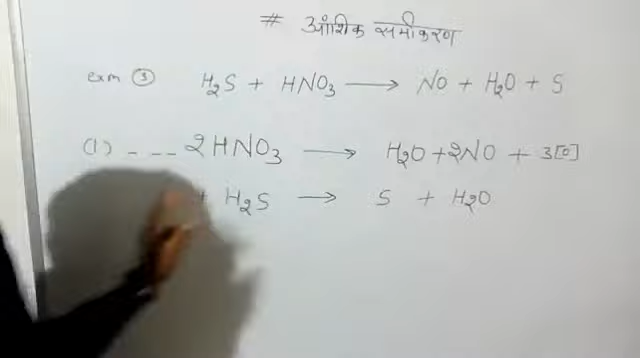 # आंशिक समीकरण
exm ③ H₂S + HNO₃ ⟶ NO + H₂O + S
(1) _ _ _ 2HNO₃ ⟶ H₂O + 2NO + 3[O]
+ H₂S ⟶ S + H₂O